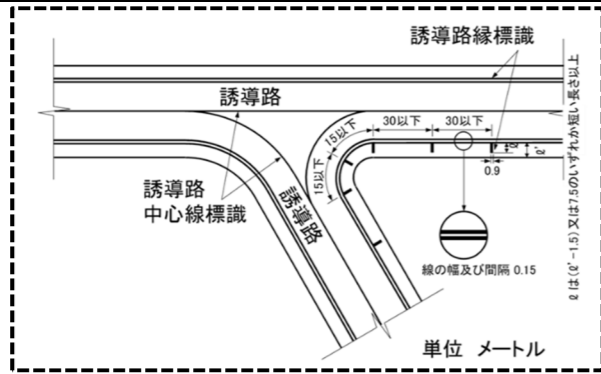 誘導路縁標識
誘導路
30以下
30以下
15以下
15以下
ℓ
ℓ'
0.9
誘導路
中心線標識
誘導路
線の幅及び間隔 0.15
ℓは(ℓ'-1.5)又は7.5のいずれか短い長さ以上
単位 メートル